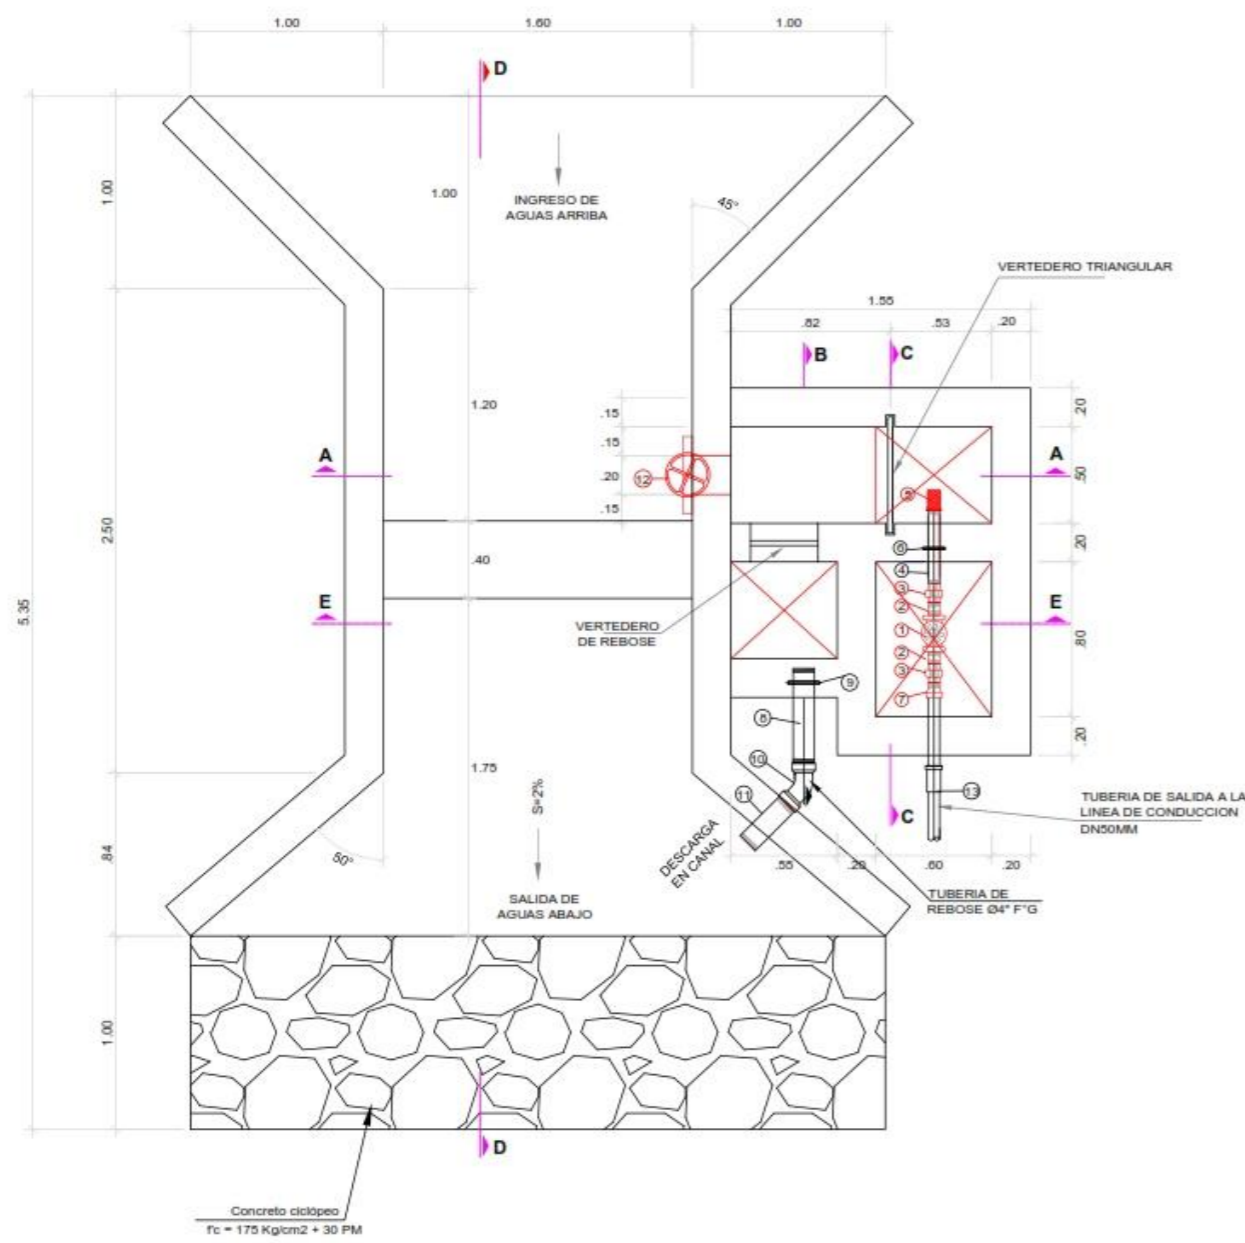 1.00
1.60
1.00
D
1.00
1.00
INGRESO DE
AGUAS ARRIBA
45°
VERTEDERO TRIANGULAR
1.55
.82
.53
.20
B
C
.20
.15
.15
.20
.15
1.20
A
12
A
.50
5
2.50
.20
6
.40
4
3
2
1
2
3
7
E
E
5.35
VERTEDERO
DE REBOSE
.80
9
8
.20
1.75
S=2%
10
11
13
TUBERIA DE SALIDA A LA
LINEA DE CONDUCCION
DN50MM
C
.84
50°
DESCARGA
EN CANAL
.55
.20
.60
.20
SALIDA DE
AGUAS ABAJO
TUBERIA DE
REBOSE Ø4" F°G
1.00
D
Concreto ciclópeo
f'c = 175 Kg/cm2 + 30 PM